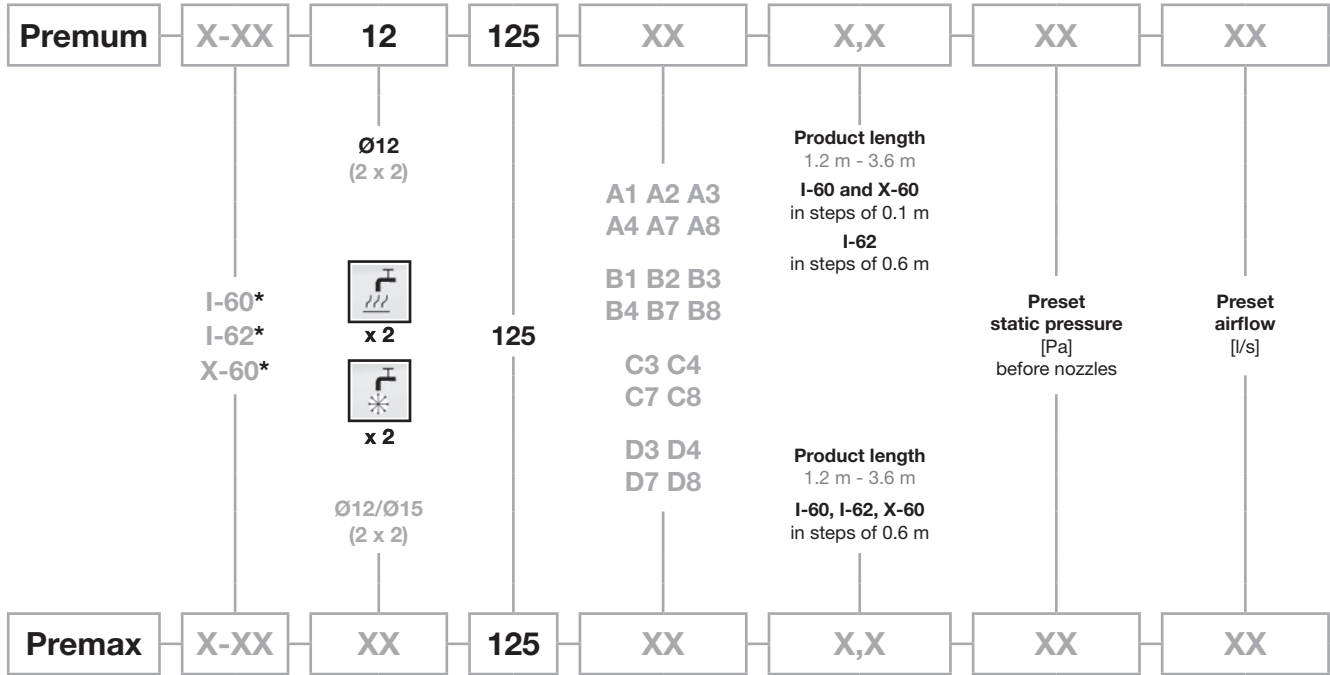 Premum X-XX 12 125 XX X,X XX XX
Ø12
(2 x 2)
x 2
x 2
Ø12/Ø15
(2 x 2)
I-60*
I-62*
X-60*
125
A1 A2 A3
A4 A7 A8
B1 B2 B3
B4 B7 B8
C3 C4
C7 C8
D3 D4
D7 D8
Product length
1.2 m - 3.6 m
I-60 and X-60
in steps of 0.1 m
I-62
in steps of 0.6 m
Product length
1.2 m - 3.6 m
I-60, I-62, X-60
in steps of 0.6 m
Preset
static pressure
[Pa]
before nozzles
Preset
airflow
[l/s]
Premax X-XX XX 125 XX X,X XX XX